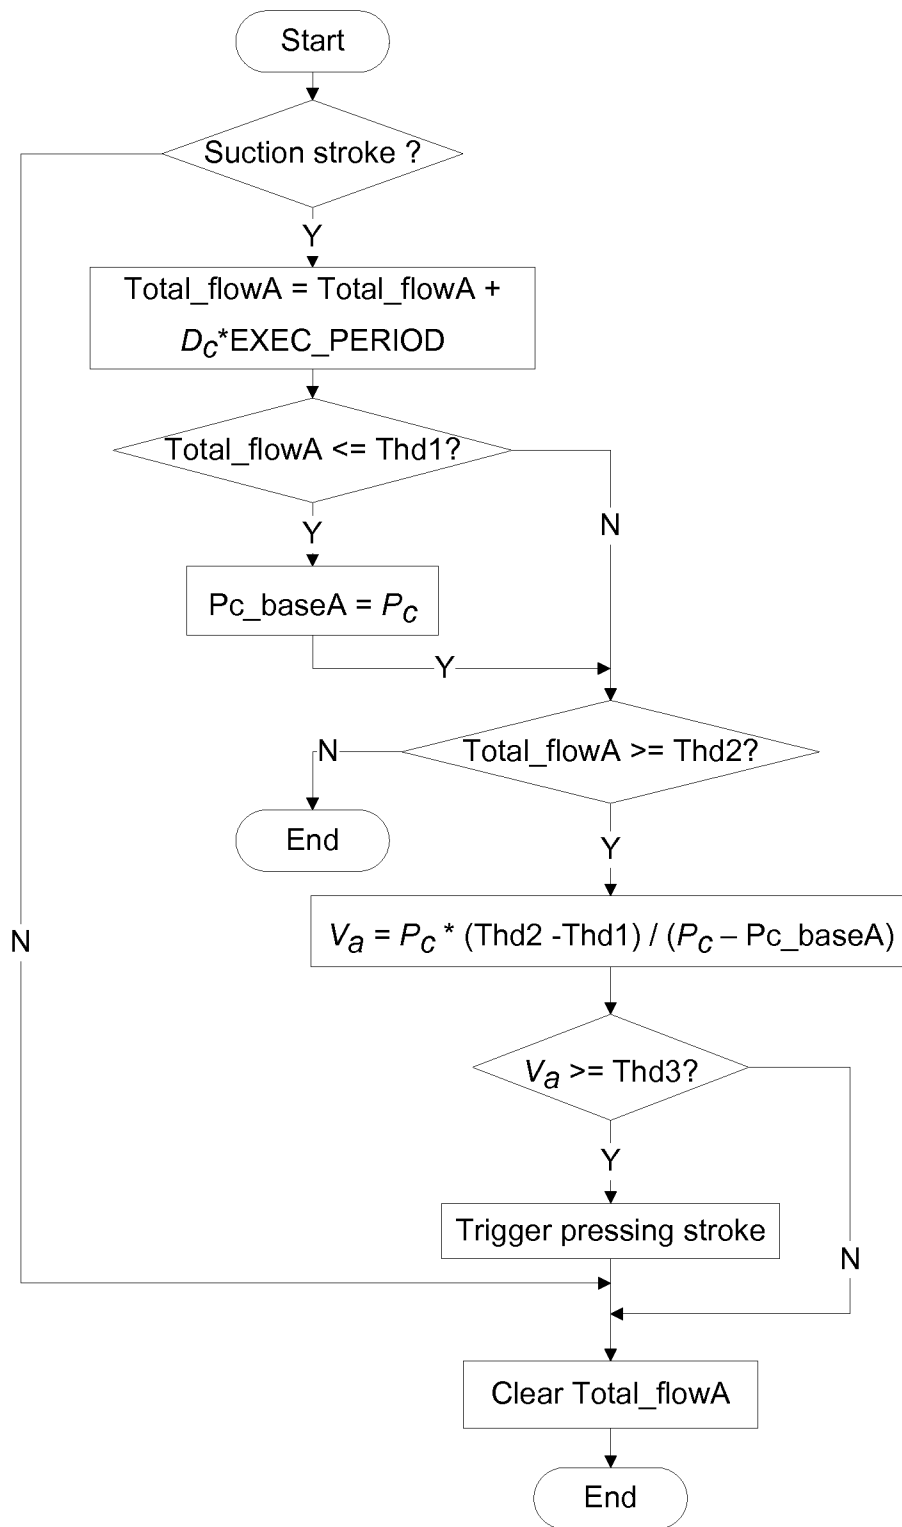 Start
Suction stroke ?
Y
Total_flowA = Total_flowA +
Dc*EXEC_PERIOD
Total_flowA <= Thd1?
Y
N
Pc_baseA = Pc
Y
Total_flowA >= Thd2?
N
End
Y
Va = Pc * (Thd2 -Thd1) / (Pc – Pc_baseA)
N
Va >= Thd3?
Y
Trigger pressing stroke
N
Clear Total_flowA
End